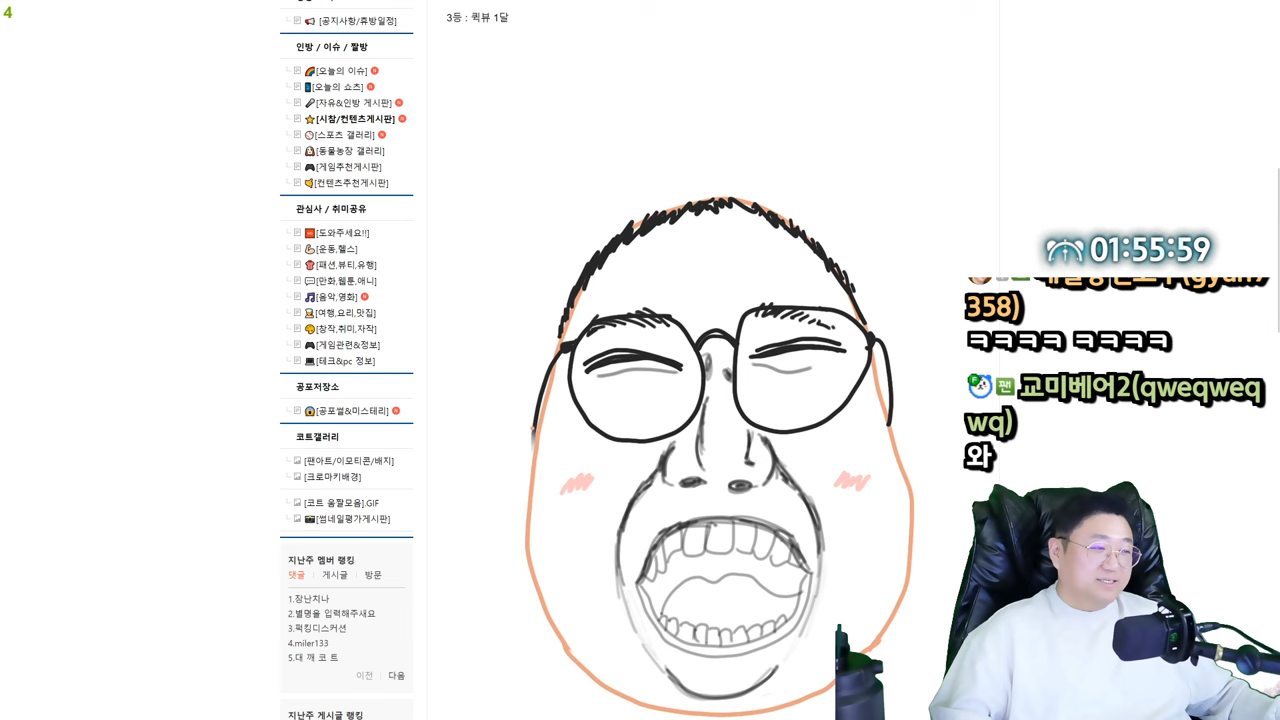 4
[공지사항/휴방일정]
인방 / 이슈 / 짤방
[오늘의 이슈]
[오늘의 쇼츠]
[자유&인방 게시판]
[시참/컨텐츠게시판]
[스포츠 갤러리]
[동물농장 갤러리]
[게임추천게시판]
[컨텐츠추천게시판]
관심사 / 취미공유
[도와주세요!!]
[운동,헬스]
[패션,뷰티,유행]
[만화,웹툰,애니]
[음악,영화]
[여행,요리,맛집]
[창작,취미,자작]
[게임관련&정보]
[테크&pc 정보]
공포저장소
[공포썰&미스테리]
코트갤러리
[팬아트/이모티콘/배지]
[크로마키배경]
[코트 움짤모음].GIF
[썸네일평가게시판]
지난주 멤버 랭킹
댓글 게시글 방문
1.장난치나
2.별명을 입력해주새요
3.퍽킹디스커션
4.miler133
5.대 깨 코 트
이전 다음
지난주 게시글 랭킹
3등 : 퀵뷰 1달
01:55:59
358)
ㅋㅋㅋㅋ ㅋㅋㅋㅋ
팬 교미베어2(qweqweq
wq)
와